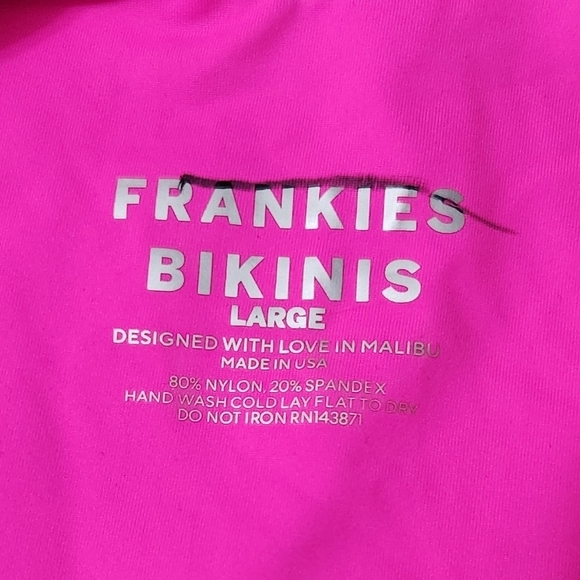 FRANKIES
BIKINIS
LARGE
DESIGNED WITH LOVE IN MALIBU
MADE IN USA
80% NYLON, 20% SPANDEX
HAND WASH COLD LAY FLAT TO DRY
DO NOT IRON RN143871